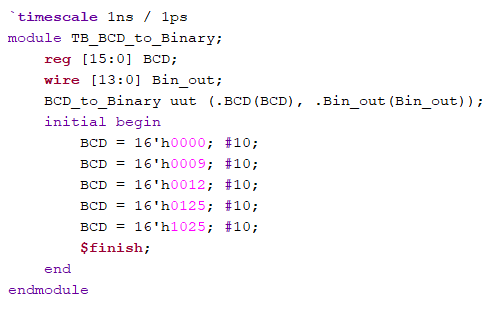 `timescale 1ns / 1ps
module TB_BCD_to_Binary;
    reg [15:0] BCD;
    wire [13:0] Bin_out;
    BCD_to_Binary uut (.BCD(BCD), .Bin_out(Bin_out));
    initial begin
        BCD = 16'h0000; #10;
        BCD = 16'h0009; #10;
        BCD = 16'h0012; #10;
        BCD = 16'h0125; #10;
        BCD = 16'h1025; #10;
        $finish;
    end
endmodule